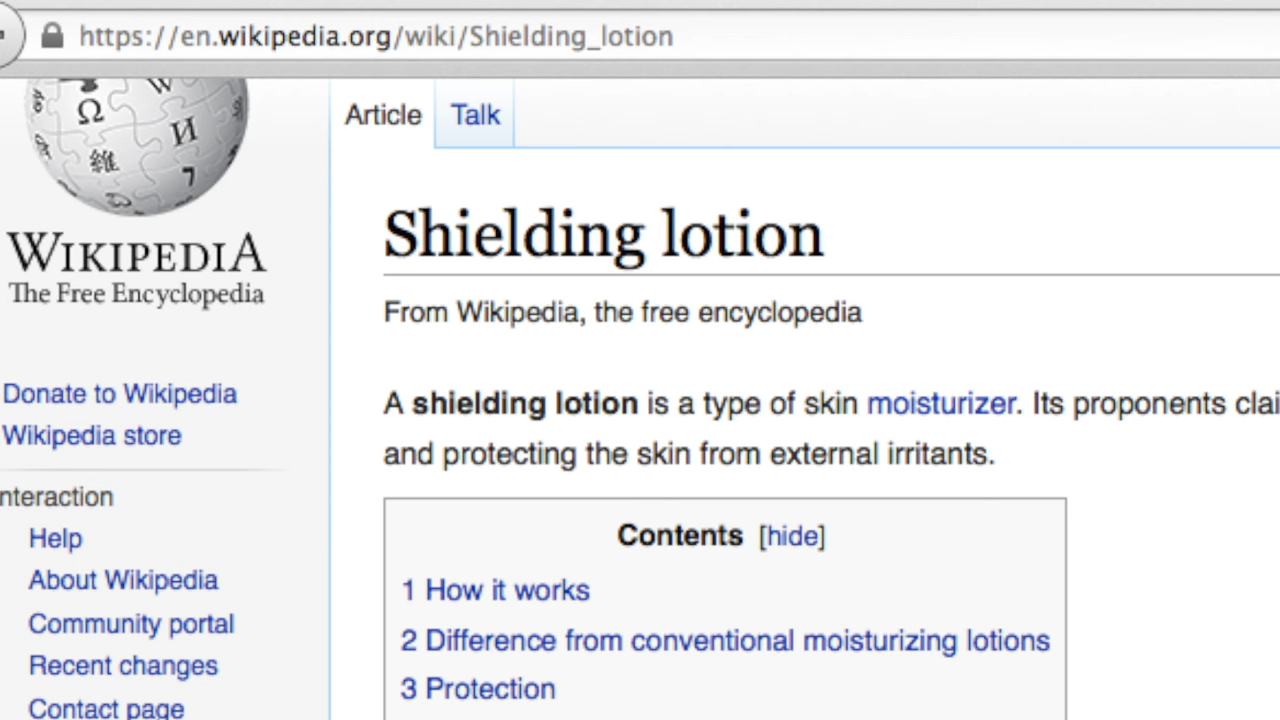 https://en.wikipedia.org/wiki/Shielding_lotion
Article Talk
Ω
W
И
維
7
WIKIPEDIA
The Free Encyclopedia
Donate to Wikipedia
Wikipedia store
nteraction
Help
About Wikipedia
Community portal
Recent changes
Contact page
Shielding lotion
From Wikipedia, the free encyclopedia
A shielding lotion is a type of skin moisturizer. Its proponents clai
and protecting the skin from external irritants.
Contents [hide]
1 How it works
2 Difference from conventional moisturizing lotions
3 Protection